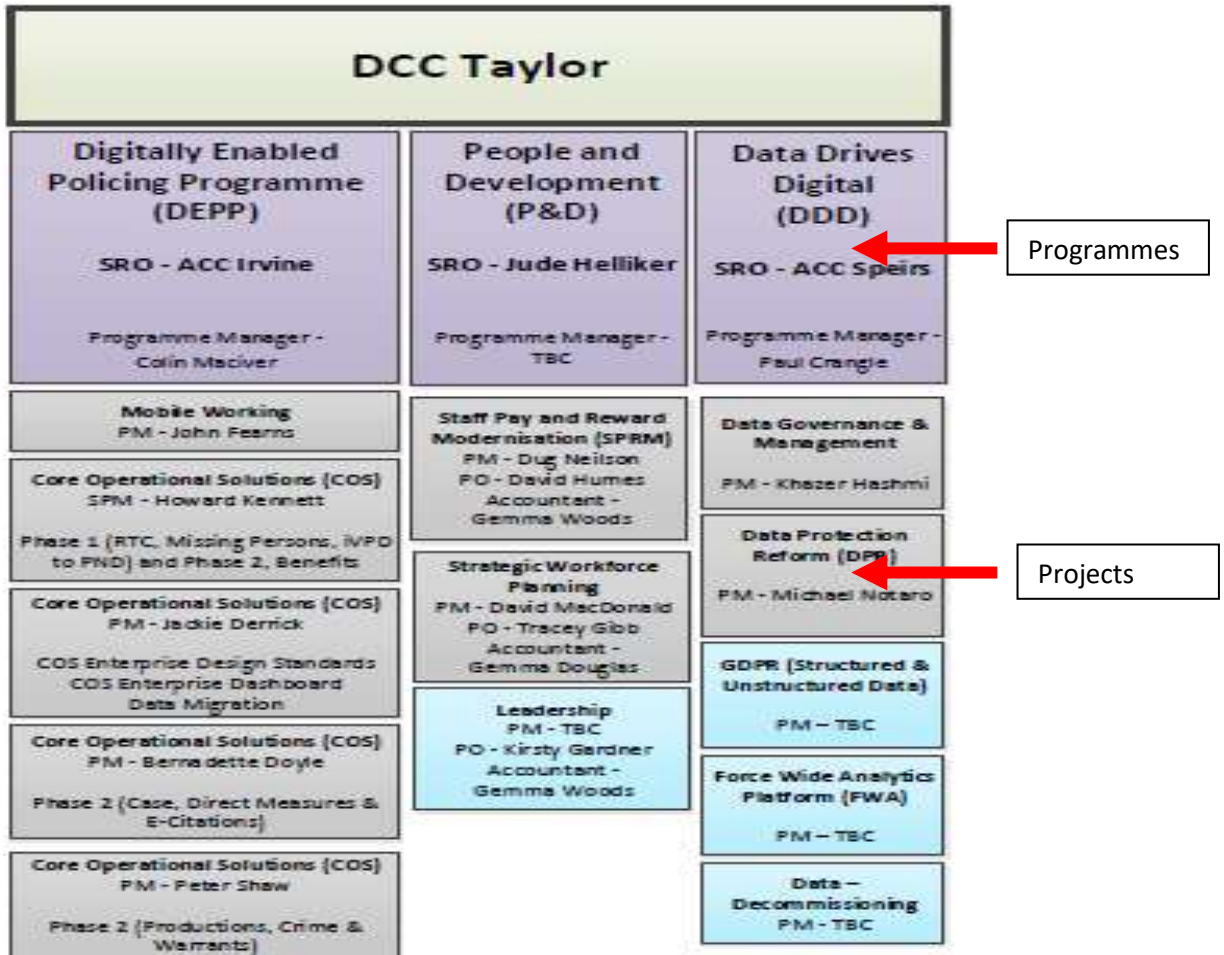 DCC Taylor
Digitally Enabled
Policing Programme
(DEPP)
SRO - ACC Irvine
Programme Manager -
Colin Maciver
Mobile Working
PM - John Fearns
Core Operational Solutions (COS)
SPM - Howard Kennett
Phase 1 (RTC, Missing Persons, iVPD
to PND) and Phase 2, Benefits
Core Operational Solutions (COS)
PM - Jackie Derrick
COS Enterprise Design Standards
COS Enterprise Dashboard
Data Migration
Core Operational Solutions (COS)
PM - Bernadette Doyle
Phase 2 (Case, Direct Measures &
E-Citations)
Core Operational Solutions (COS)
PM - Peter Shaw
Phase 2 (Productions, Crime &
Warrants)
People and
Development
(P&D)
SRO - Jude Helliker
Programme Manager -
TBC
Staff Pay and Reward
Modernisation (SPRM)
PM - Dug Neilson
PO - David Humes
Accountant -
Gemma Woods
Strategic Workforce
Planning
PM - David MacDonald
PO - Tracey Gibb
Accountant -
Gemma Douglas
Leadership
PM - TBC
PO - Kirsty Gardner
Accountant -
Gemma Woods
Data Drives
Digital
(DDD)
SRO - ACC Speirs
Programme Manager -
Paul Crangle
Data Governance &
Management
PM - Khazer Hashmi
Data Protection
Reform (DPR)
PM - Michael Notaro
GDPR (Structured &
Unstructured Data)
PM – TBC
Force Wide Analytics
Platform (FWA)
PM – TBC
Data –
Decommissioning
PM - TBC
Programmes
Projects